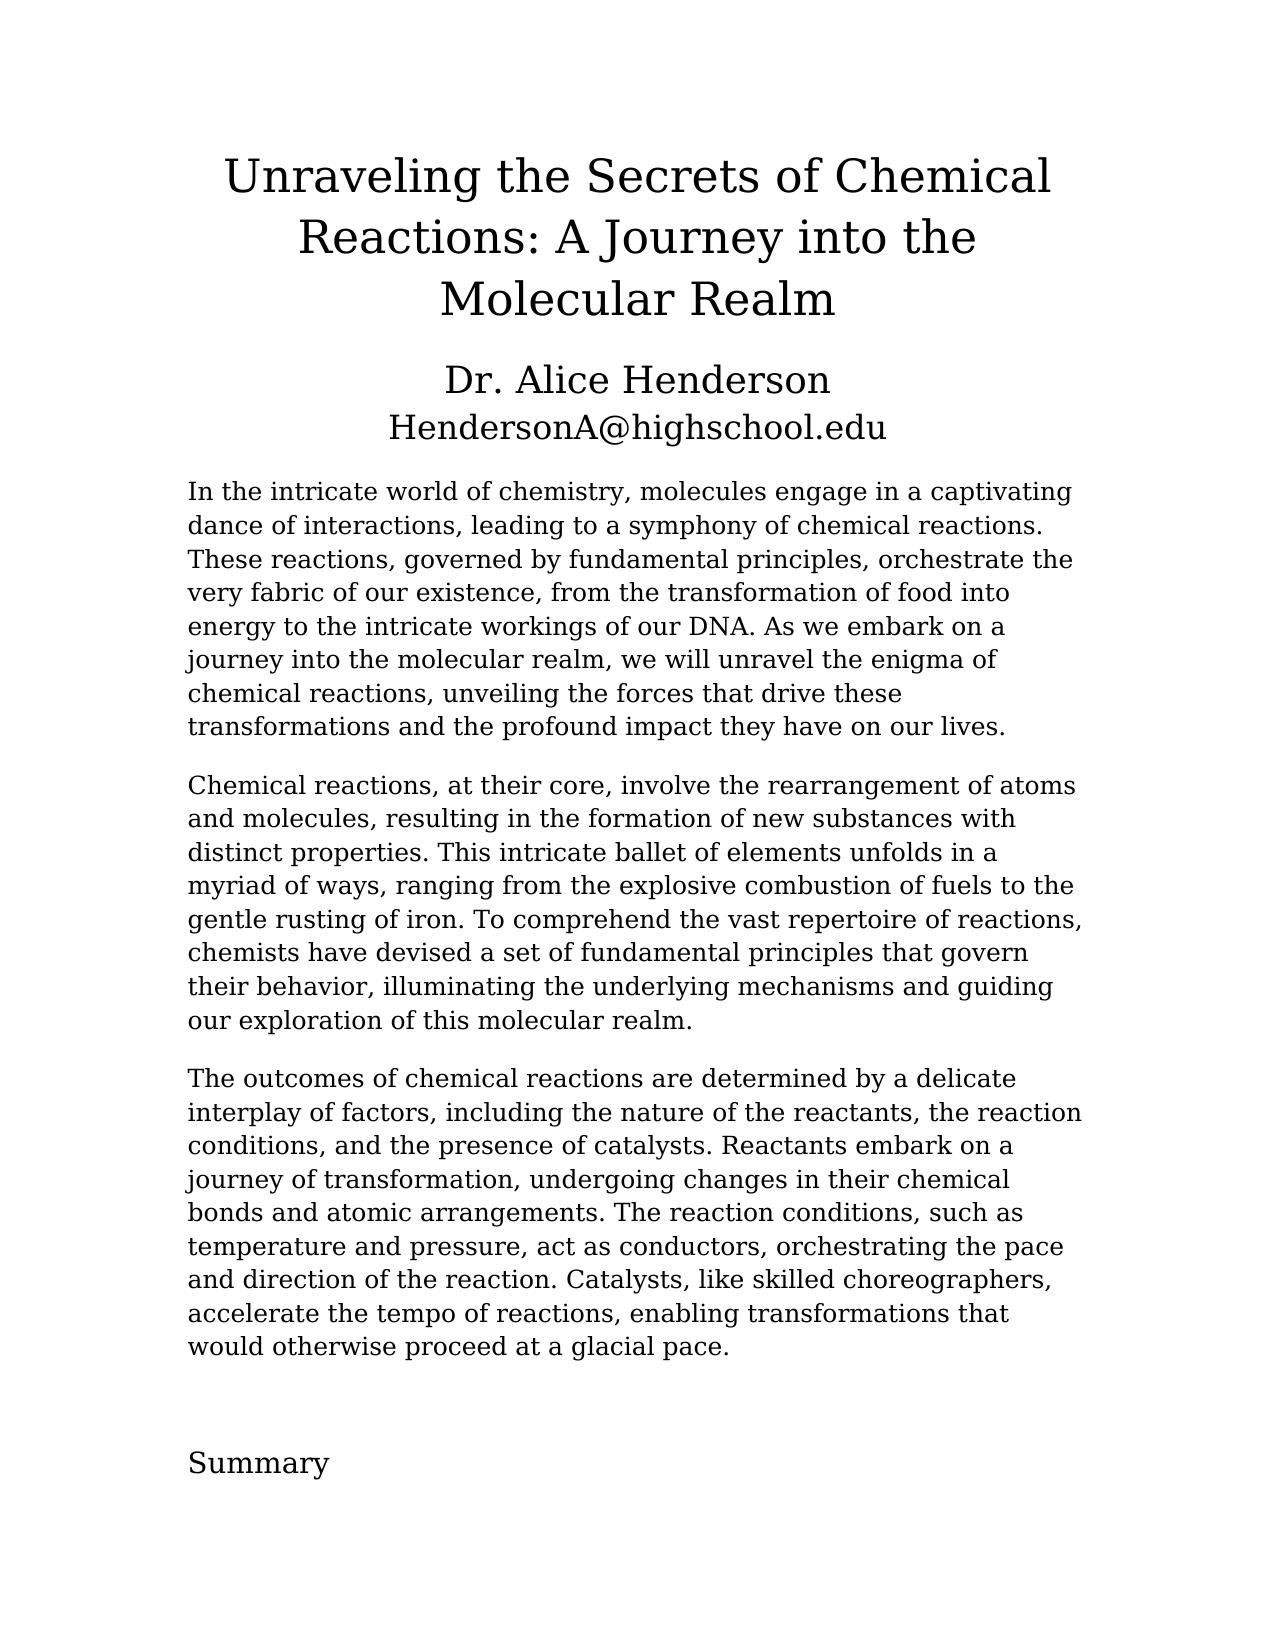 Unraveling the Secrets of Chemical
Reactions: A Journey into the
Molecular Realm
Dr. Alice Henderson
HendersonA@highschool.edu
In the intricate world of chemistry, molecules engage in a captivating
dance of interactions, leading to a symphony of chemical reactions.
These reactions, governed by fundamental principles, orchestrate the
very fabric of our existence, from the transformation of food into
energy to the intricate workings of our DNA. As we embark on a
journey into the molecular realm, we will unravel the enigma of
chemical reactions, unveiling the forces that drive these
transformations and the profound impact they have on our lives.
Chemical reactions, at their core, involve the rearrangement of atoms
and molecules, resulting in the formation of new substances with
distinct properties. This intricate ballet of elements unfolds in a
myriad of ways, ranging from the explosive combustion of fuels to the
gentle rusting of iron. To comprehend the vast repertoire of reactions,
chemists have devised a set of fundamental principles that govern
their behavior, illuminating the underlying mechanisms and guiding
our exploration of this molecular realm.
The outcomes of chemical reactions are determined by a delicate
interplay of factors, including the nature of the reactants, the reaction
conditions, and the presence of catalysts. Reactants embark on a
journey of transformation, undergoing changes in their chemical
bonds and atomic arrangements. The reaction conditions, such as
temperature and pressure, act as conductors, orchestrating the pace
and direction of the reaction. Catalysts, like skilled choreographers,
accelerate the tempo of reactions, enabling transformations that
would otherwise proceed at a glacial pace.
Summary